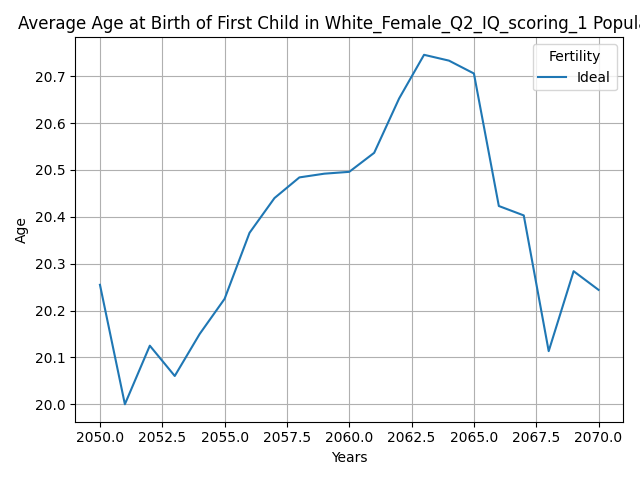 Average Age at Birth of First Child in White_Female_Q2_IQ_scoring_1 Popula
Fertility
Ideal
20.7
20.6
20.5
20.4
20.3
20.2
20.1
20.0
Age
2050.0 2052.5 2055.0 2057.5 2060.0 2062.5 2065.0 2067.5 2070.0
Years